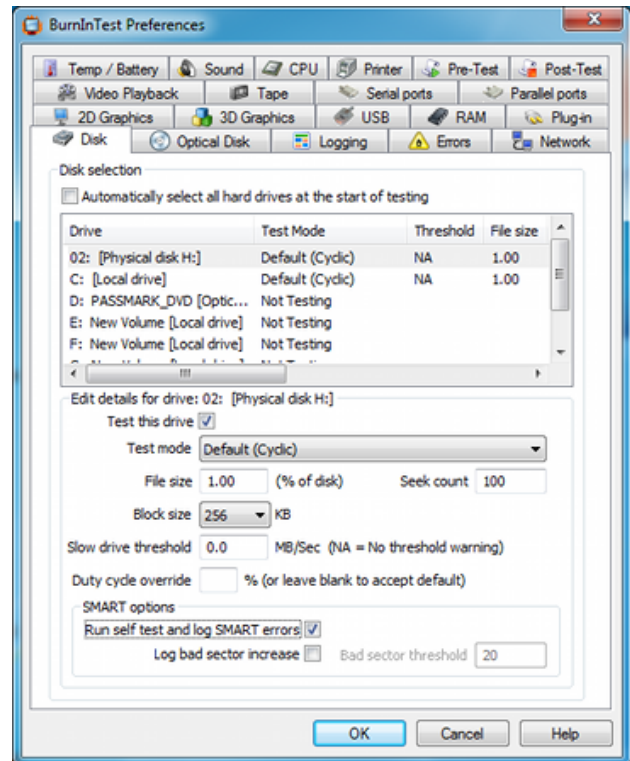 BurnInTest Preferences
Temp / Battery Sound CPU Printer Pre-Test Post-Test
Video Playback Tape Serial ports Parallel ports
2D Graphics 3D Graphics USB RAM Plug-in
Disk Optical Disk Logging Errors Network
Disk selection
Automatically select all hard drives at the start of testing
Drive Test Mode Threshold File size
02: [Physical disk H:] Default (Cyclic) NA 1.00
C: [Local drive] Default (Cyclic) NA 1.00
D: PASSMARK_DVD [Optic... Not Testing
E: New Volume [Local drive] Not Testing
F: New Volume [Local drive] Not Testing
Edit details for drive: 02: [Physical disk H:]
Test this drive
Test mode Default (Cyclic)
File size 1.00 (% of disk) Seek count 100
Block size 256 KB
Slow drive threshold 0.0 MB/Sec (NA = No threshold warning)
Duty cycle override % (or leave blank to accept default)
SMART options
Run self test and log SMART errors
Log bad sector increase Bad sector threshold 20
OK Cancel Help